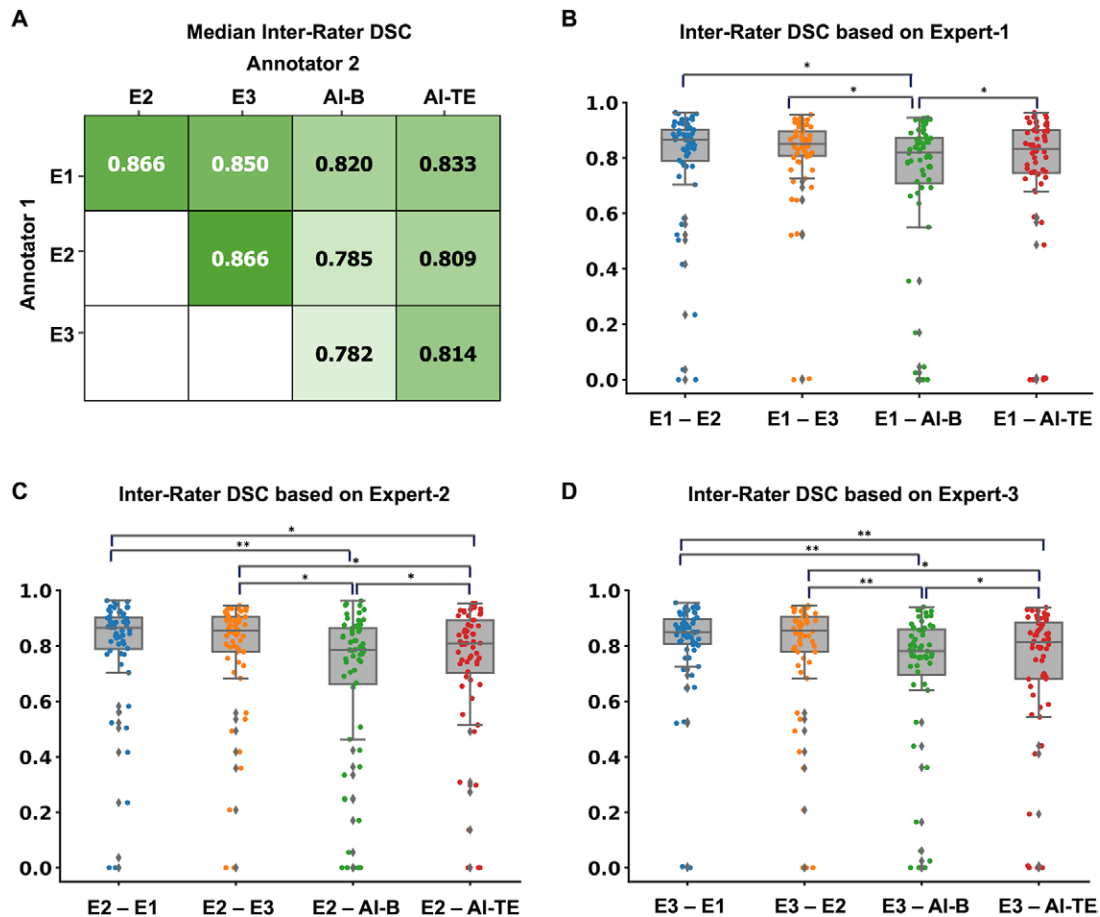 A
Median Inter-Rater DSC
Annotator 2
E2 E3 AI-B AI-TE
Annotator 1
E1 0.866 0.850 0.820 0.833
E2 0.866 0.785 0.809
E3 0.782 0.814
B
Inter-Rater DSC based on Expert-1
*
* *
1.0
0.8
0.6
0.4
0.2
0.0
E1 – E2 E1 – E3 E1 – AI-B E1 – AI-TE
C
Inter-Rater DSC based on Expert-2
*
**
*
* *
1.0
0.8
0.6
0.4
0.2
0.0
E2 – E1 E2 – E3 E2 – AI-B E2 – AI-TE
D
Inter-Rater DSC based on Expert-3
**
**
*
** *
1.0
0.8
0.6
0.4
0.2
0.0
E3 – E1 E3 – E2 E3 – AI-B E3 – AI-TE